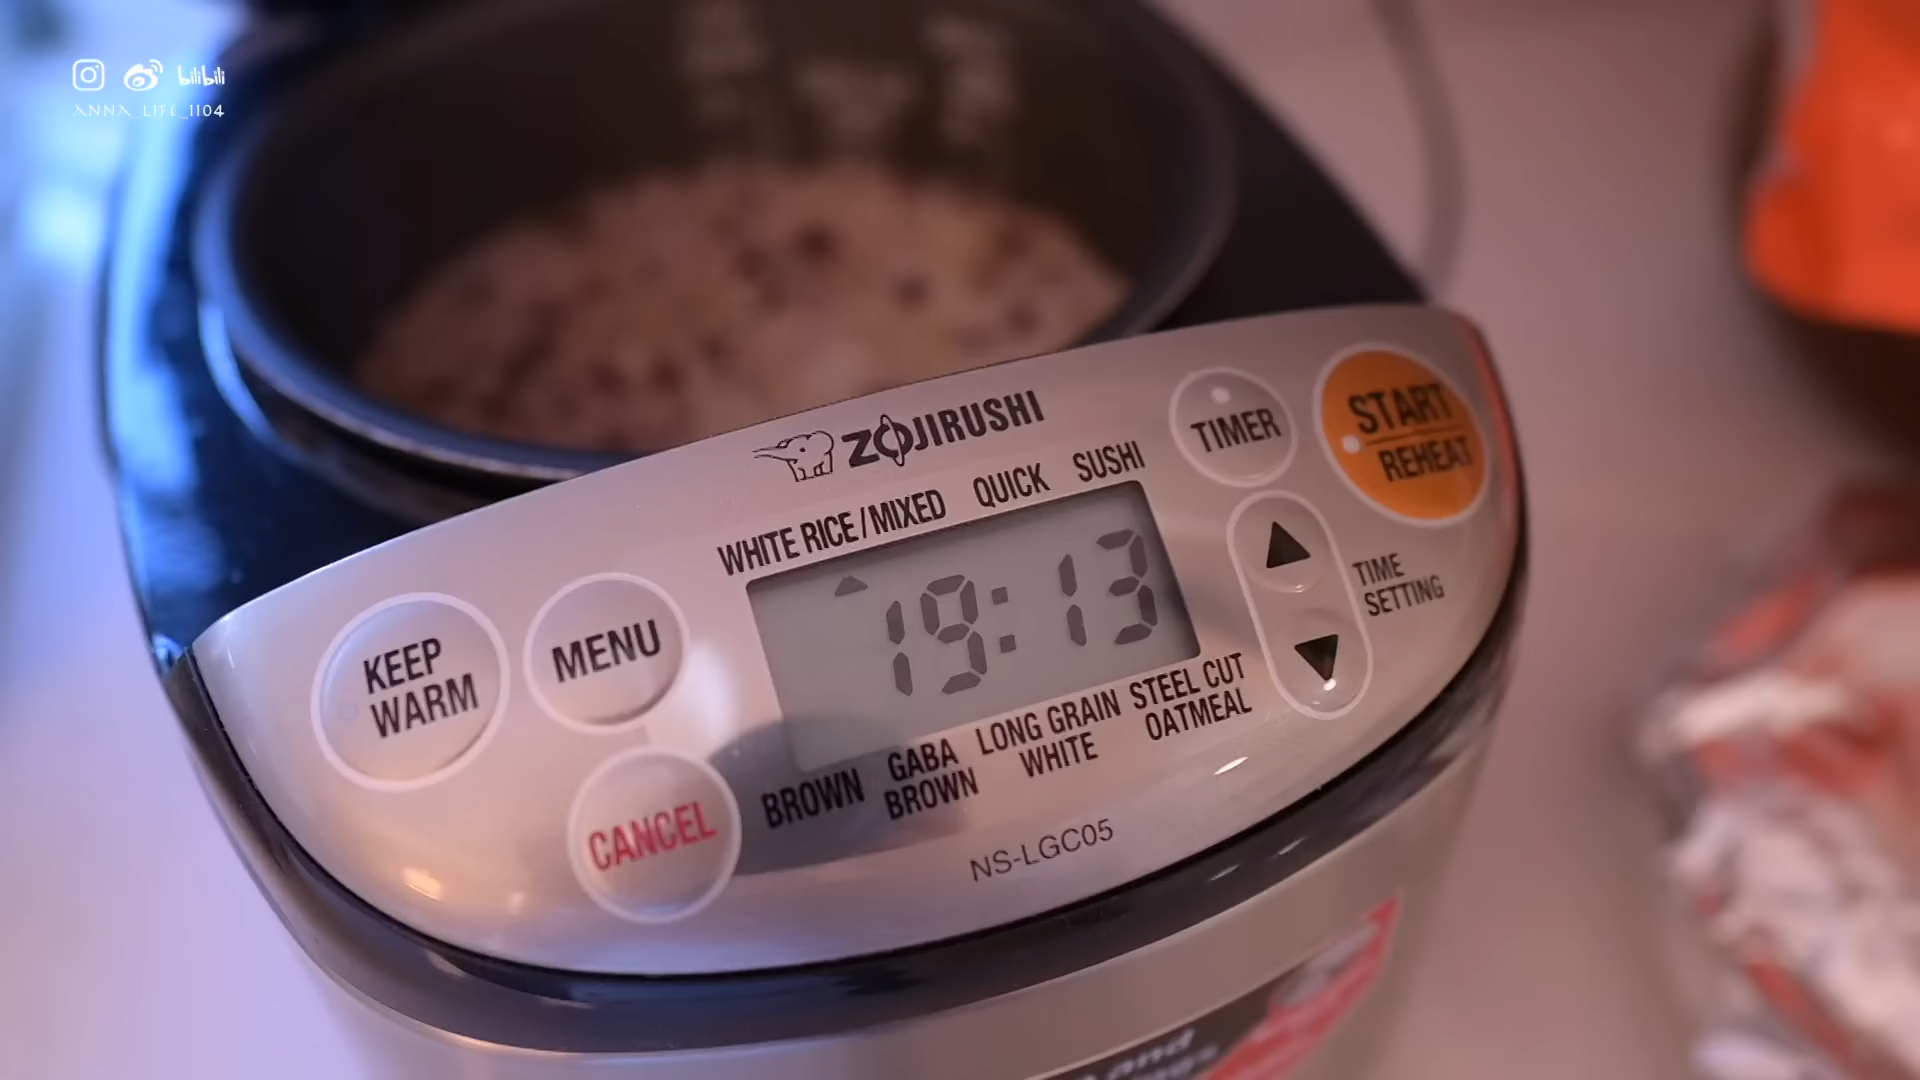 bilibili
ANNA_LIFE_1104
ZOJIRUSHI
WHITE RICE/MIXED QUICK SUSHI
TIMER
START
REHEAT
19:13
TIME
SETTING
KEEP
WARM
MENU
CANCEL
BROWN
GABA
BROWN
LONG GRAIN
WHITE
STEEL CUT
OATMEAL
NS-LGC05